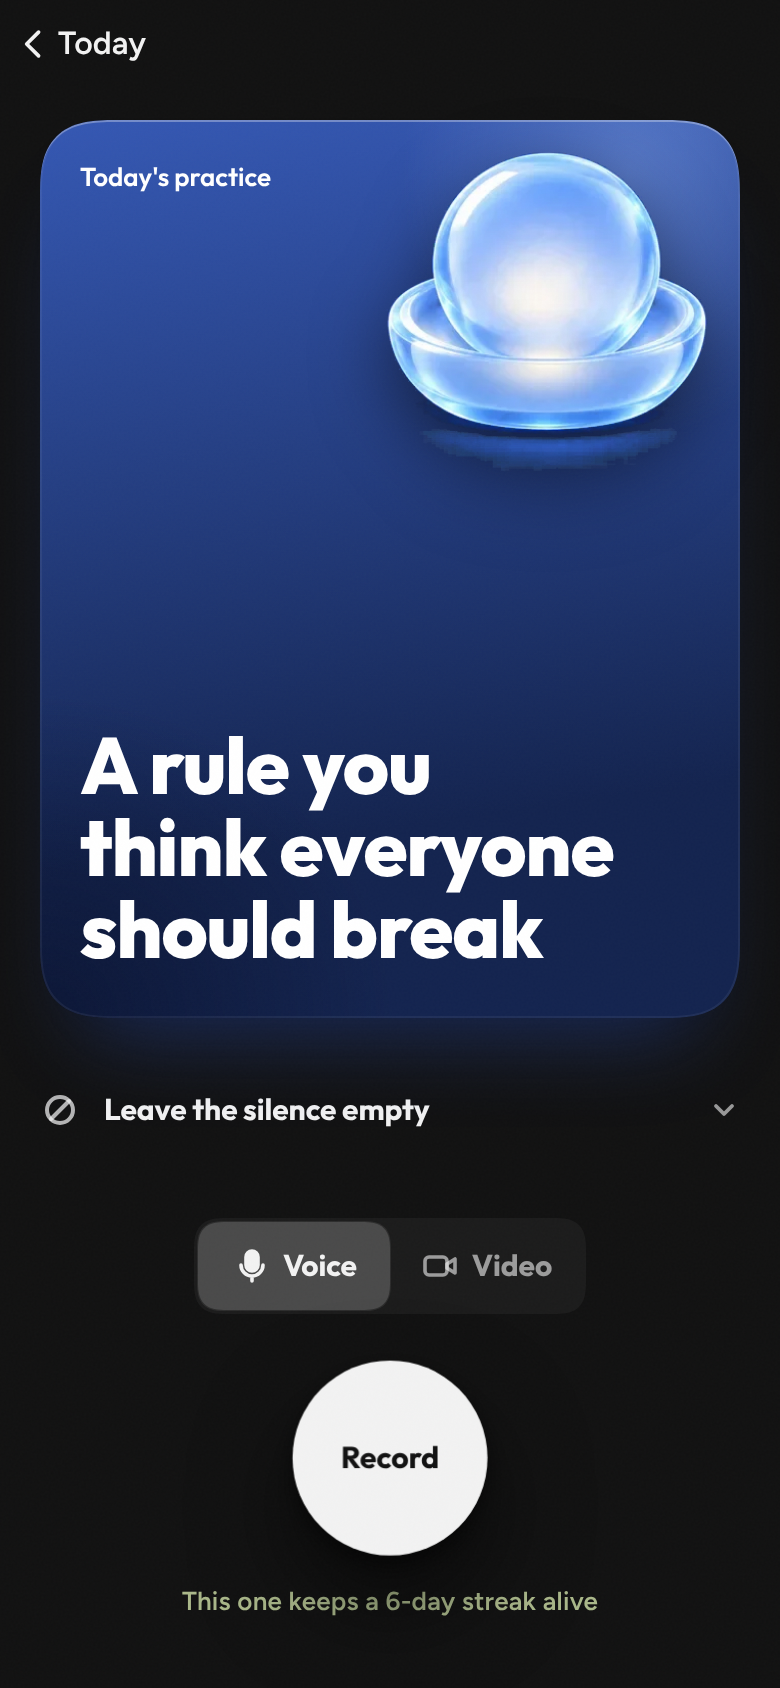 Today
Today's practice
A rule you
think everyone
should break
Leave the silence empty
Voice
Video
Record
This one keeps a 6-day streak alive